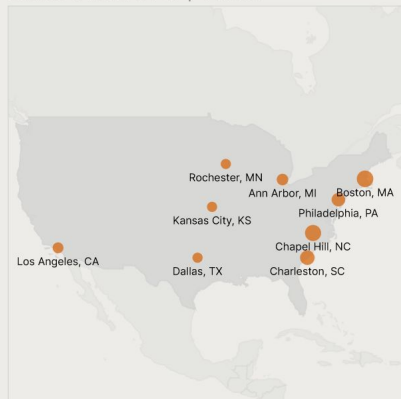 Rochester, MN
Ann Arbor, MI
Boston, MA
Kansas City, KS
Philadelphia, PA
Chapel Hill, NC
Los Angeles, CA
Dallas, TX
Charleston, SC